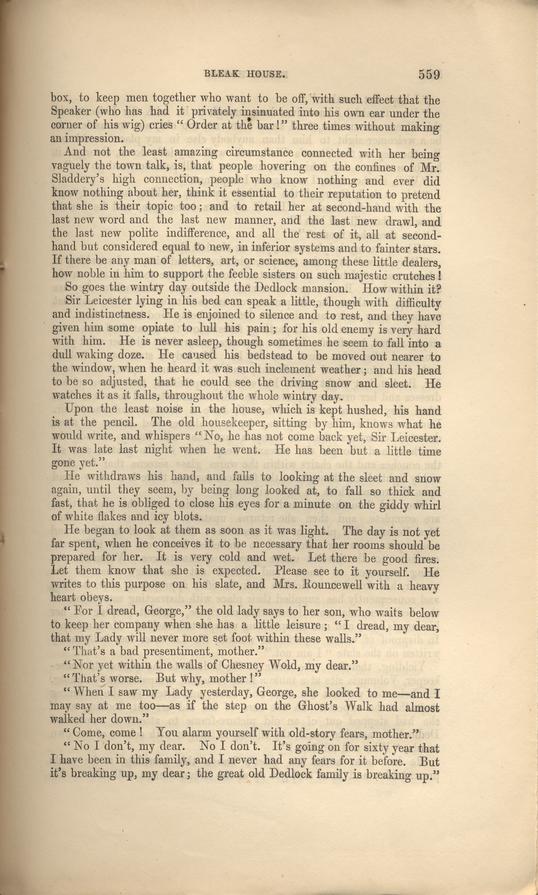 BLEAK HOUSE. 559
box, to keep men together who want to be off, with such effect that the
Speaker (who has had it privately insinuated into his own ear under the
corner of his wig) cries “ Order at the bar!” three times without making
an impression.
And not the least amazing circumstance connected with her being
vaguely the town talk, is, that people hovering on the confines of Mr.
Sladdery's high connection, people who know nothing and ever did
know nothing about her, think it essential to their reputation to pretend
that she is their topic too; and to retail her at second-hand with the
last new word and the last new manner, and the last new drawl, and
the last new polite indifference, and all the rest of it, all at second-
hand but considered equal to new, in inferior systems and to fainter stars.
If there be any man of letters, art, or science, among these little dealers,
how noble in him to support the feeble sisters on such majestic crutches!
So goes the wintry day outside the Dedlock mansion. How within it?
Sir Leicester lying in his bed can speak a little, though with difficulty
and indistinctness. He is enjoined to silence and to rest, and they have
given him some opiate to lull his pain; for his old enemy is very hard
with him. He is never asleep, though sometimes he seem to fall into a
dull waking doze. He caused his bedstead to be moved out nearer to
the window, when he heard it was such inclement weather; and his head
to be so adjusted, that he could see the driving snow and sleet. He
watches it as it falls, throughout the whole wintry day.
Upon the least noise in the house, which is kept hushed, his hand
is at the pencil. The old housekeeper, sitting by him, knows what he
would write, and whispers “ No, he has not come back yet, Sir Leicester.
It was late last night when he went. He has been but a little time
gone yet.”
He withdraws his hand, and falls to looking at the sleet and snow
again, until they seem, by being long looked at, to fall so thick and
fast, that he is obliged to close his eyes for a minute on the giddy whirl
of white flakes and icy blots.
He began to look at them as soon as it was light. The day is not yet
far spent, when he conceives it to be necessary that her rooms should be
prepared for her. It is very cold and wet. Let there be good fires.
Let them know that she is expected. Please see to it yourself. He
writes to this purpose on his slate, and Mrs. Rouncewell with a heavy
heart obeys.
“ For I dread, George,” the old lady says to her son, who waits below
to keep her company when she has a little leisure; “ I dread, my dear,
that my Lady will never more set foot within these walls.”
“ That's a bad presentiment, mother.”
“ Nor yet within the walls of Chesney Wold, my dear.”
“ That's worse. But why, mother!”
“ When I saw my Lady yesterday, George, she looked to me—and I
may say at me too—as if the step on the Ghost's Walk had almost
walked her down.”
“ Come, come! You alarm yourself with old-story fears, mother.”
“ No I don't, my dear. No I don't. It's going on for sixty year that
I have been in this family, and I never had any fears for it before. But
it's breaking up, my dear; the great old Dedlock family is breaking up.”